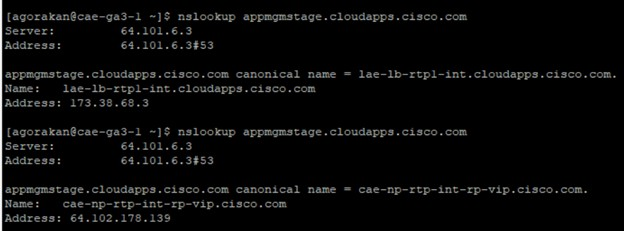 [agorakan@cae-ga3-1 ~]$ nslookup appmgmstage.cloudapps.cisco.com
Server: 64.101.6.3
Address: 64.101.6.3#53
appmgmstage.cloudapps.cisco.com canonical name = lae-lb-rtp1-int.cloudapps.cisco.com.
Name: lae-lb-rtp1-int.cloudapps.cisco.com
Address: 173.38.68.3
[agorakan@cae-ga3-1 ~]$ nslookup appmgmstage.cloudapps.cisco.com
Server: 64.101.6.3
Address: 64.101.6.3#53
appmgmstage.cloudapps.cisco.com canonical name = cae-np-rtp-int-rp-vip.cisco.com.
Name: cae-np-rtp-int-rp-vip.cisco.com
Address: 64.102.178.139